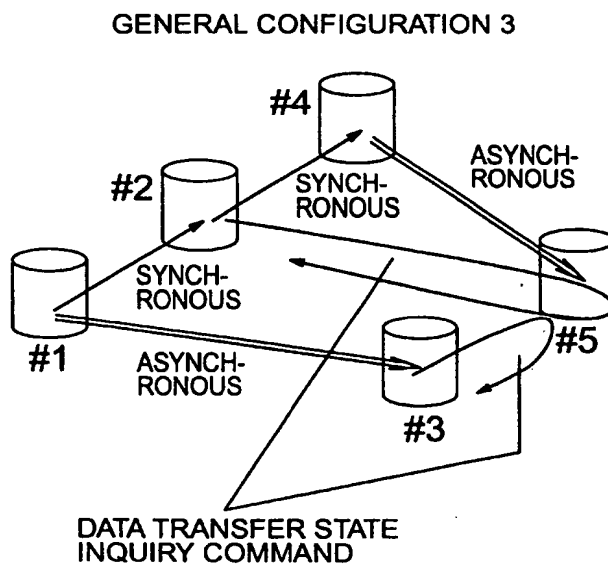 GENERAL CONFIGURATION 3
#4
ASYNCH-
RONOUS
#2
SYNCH-
RONOUS
SYNCH-
RONOUS
#1
#5
ASYNCH-
RONOUS
#3
DATA TRANSFER STATE
INQUIRY COMMAND